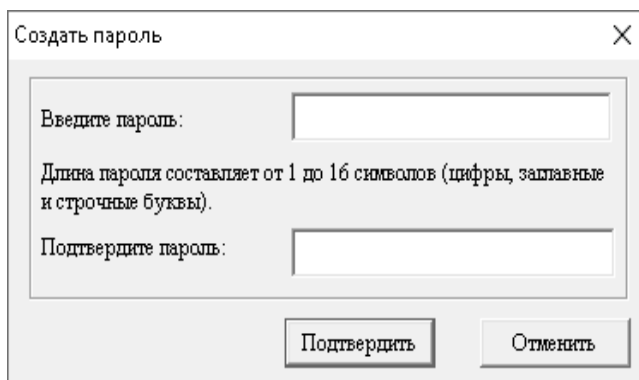 Создать пароль
Введите пароль:
Длина пароля составляет от 1 до 16 символов (цифры, заглавные
и строчные буквы).
Подтвердите пароль:
Подтвердить
Отменить